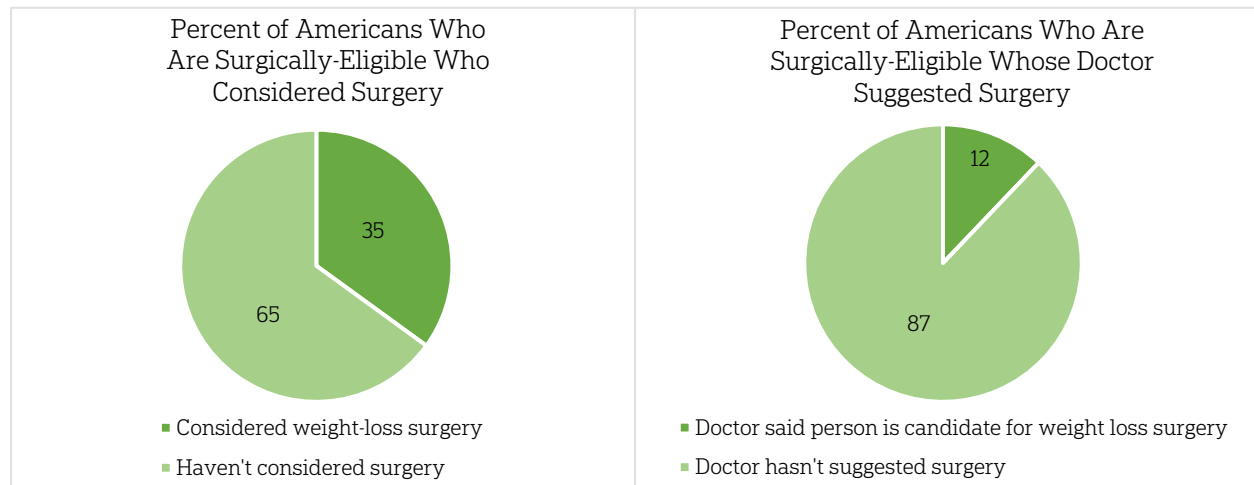 Percent of Americans Who
Are Surgically-Eligible Who
Considered Surgery
35
65
■ Considered weight-loss surgery
■ Haven't considered surgery
Percent of Americans Who Are
Surgically-Eligible Whose Doctor
Suggested Surgery
12
87
■ Doctor said person is candidate for weight loss surgery
■ Doctor hasn't suggested surgery